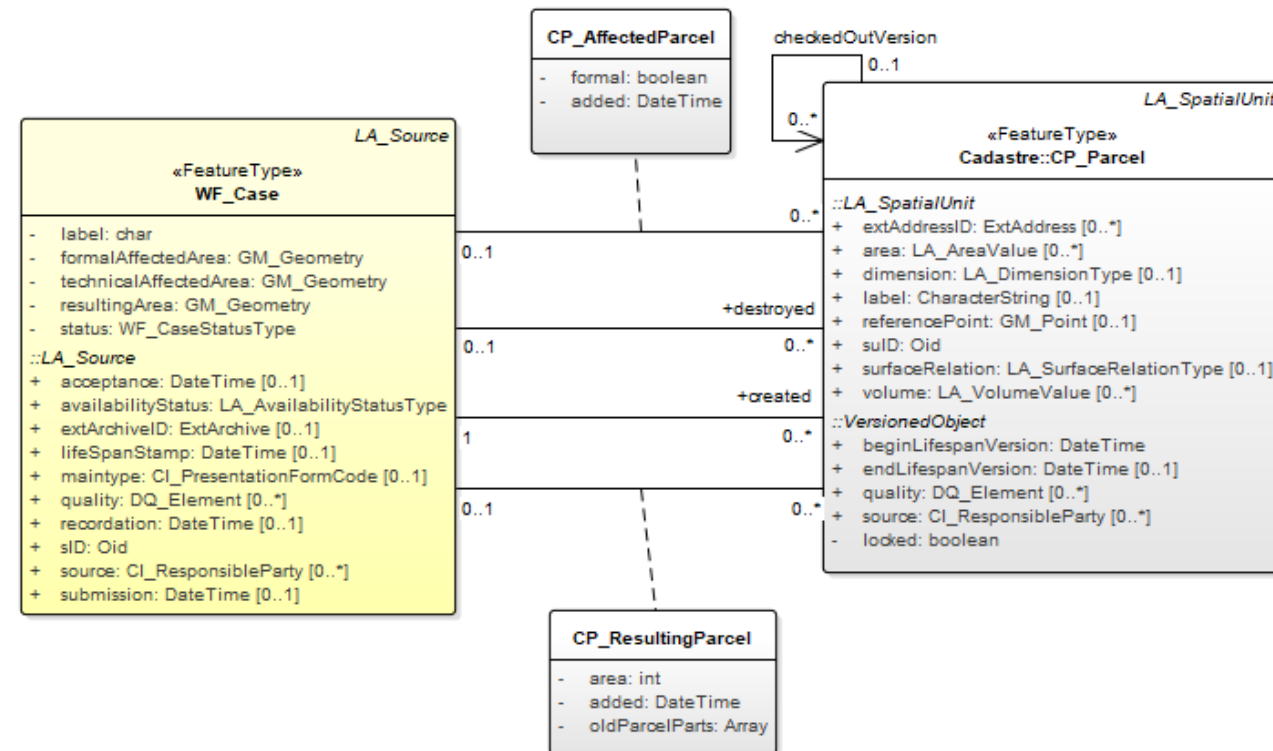 CP_AffectedParcel
- formal: boolean
- added: DateTime
checkedOutVersion
0..1
0..*
LA_Source
«FeatureType»
WF_Case
- label: char
- formalAffectedArea: GM_Geometry
- technicalAffectedArea: GM_Geometry
- resultingArea: GM_Geometry
- status: WF_CaseStatusType
::LA_Source
+ acceptance: DateTime [0..1]
+ availabilityStatus: LA_AvailabilityStatusType
+ extArchiveID: ExtArchive [0..1]
+ lifeSpanStamp: DateTime [0..1]
+ maintype: CI_PresentationFormCode [0..1]
+ quality: DQ_Element [0..*]
+ recordation: DateTime [0..1]
+ sID: Oid
+ source: CI_ResponsibleParty [0..*]
+ submission: DateTime [0..1]
0..1
0..*
+destroyed
0..1
0..*
+created
1
0..*
0..1
0..*
LA_SpatialUnit
«FeatureType»
Cadastre::CP_Parcel
::LA_SpatialUnit
+ extAddressID: ExtAddress [0..*]
+ area: LA_AreaValue [0..*]
+ dimension: LA_DimensionType [0..1]
+ label: CharacterString [0..1]
+ referencePoint: GM_Point [0..1]
+ suID: Oid
+ surfaceRelation: LA_SurfaceRelationType [0..1]
+ volume: LA_VolumeValue [0..*]
::VersionedObject
+ beginLifespanVersion: DateTime
+ endLifespanVersion: DateTime [0..1]
+ quality: DQ_Element [0..*]
+ source: CI_ResponsibleParty [0..*]
- locked: boolean
CP_ResultingParcel
- area: int
- added: DateTime
- oldParcelParts: Array